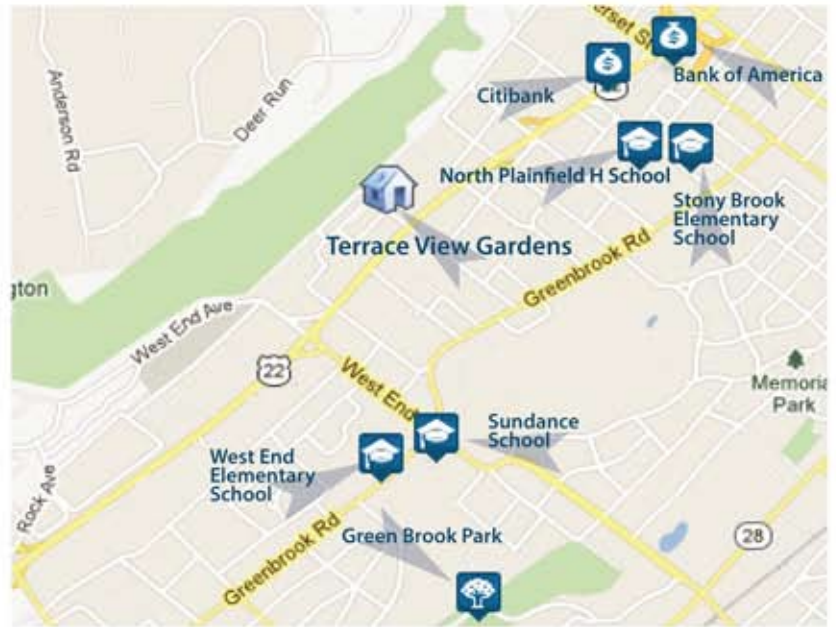 erset St
Bank of America
Citibank
Anderson Rd
Deer Run
North Plainfield H School
Stony Brook
Elementary
School
Terrace View Gardens
Greenbrook Rd
gton
West End Ave
22
West End
Memoria
Park
Sundance
School
West End
Elementary
School
Rock Ave
Green Brook Park
28
Greenbrook Rd